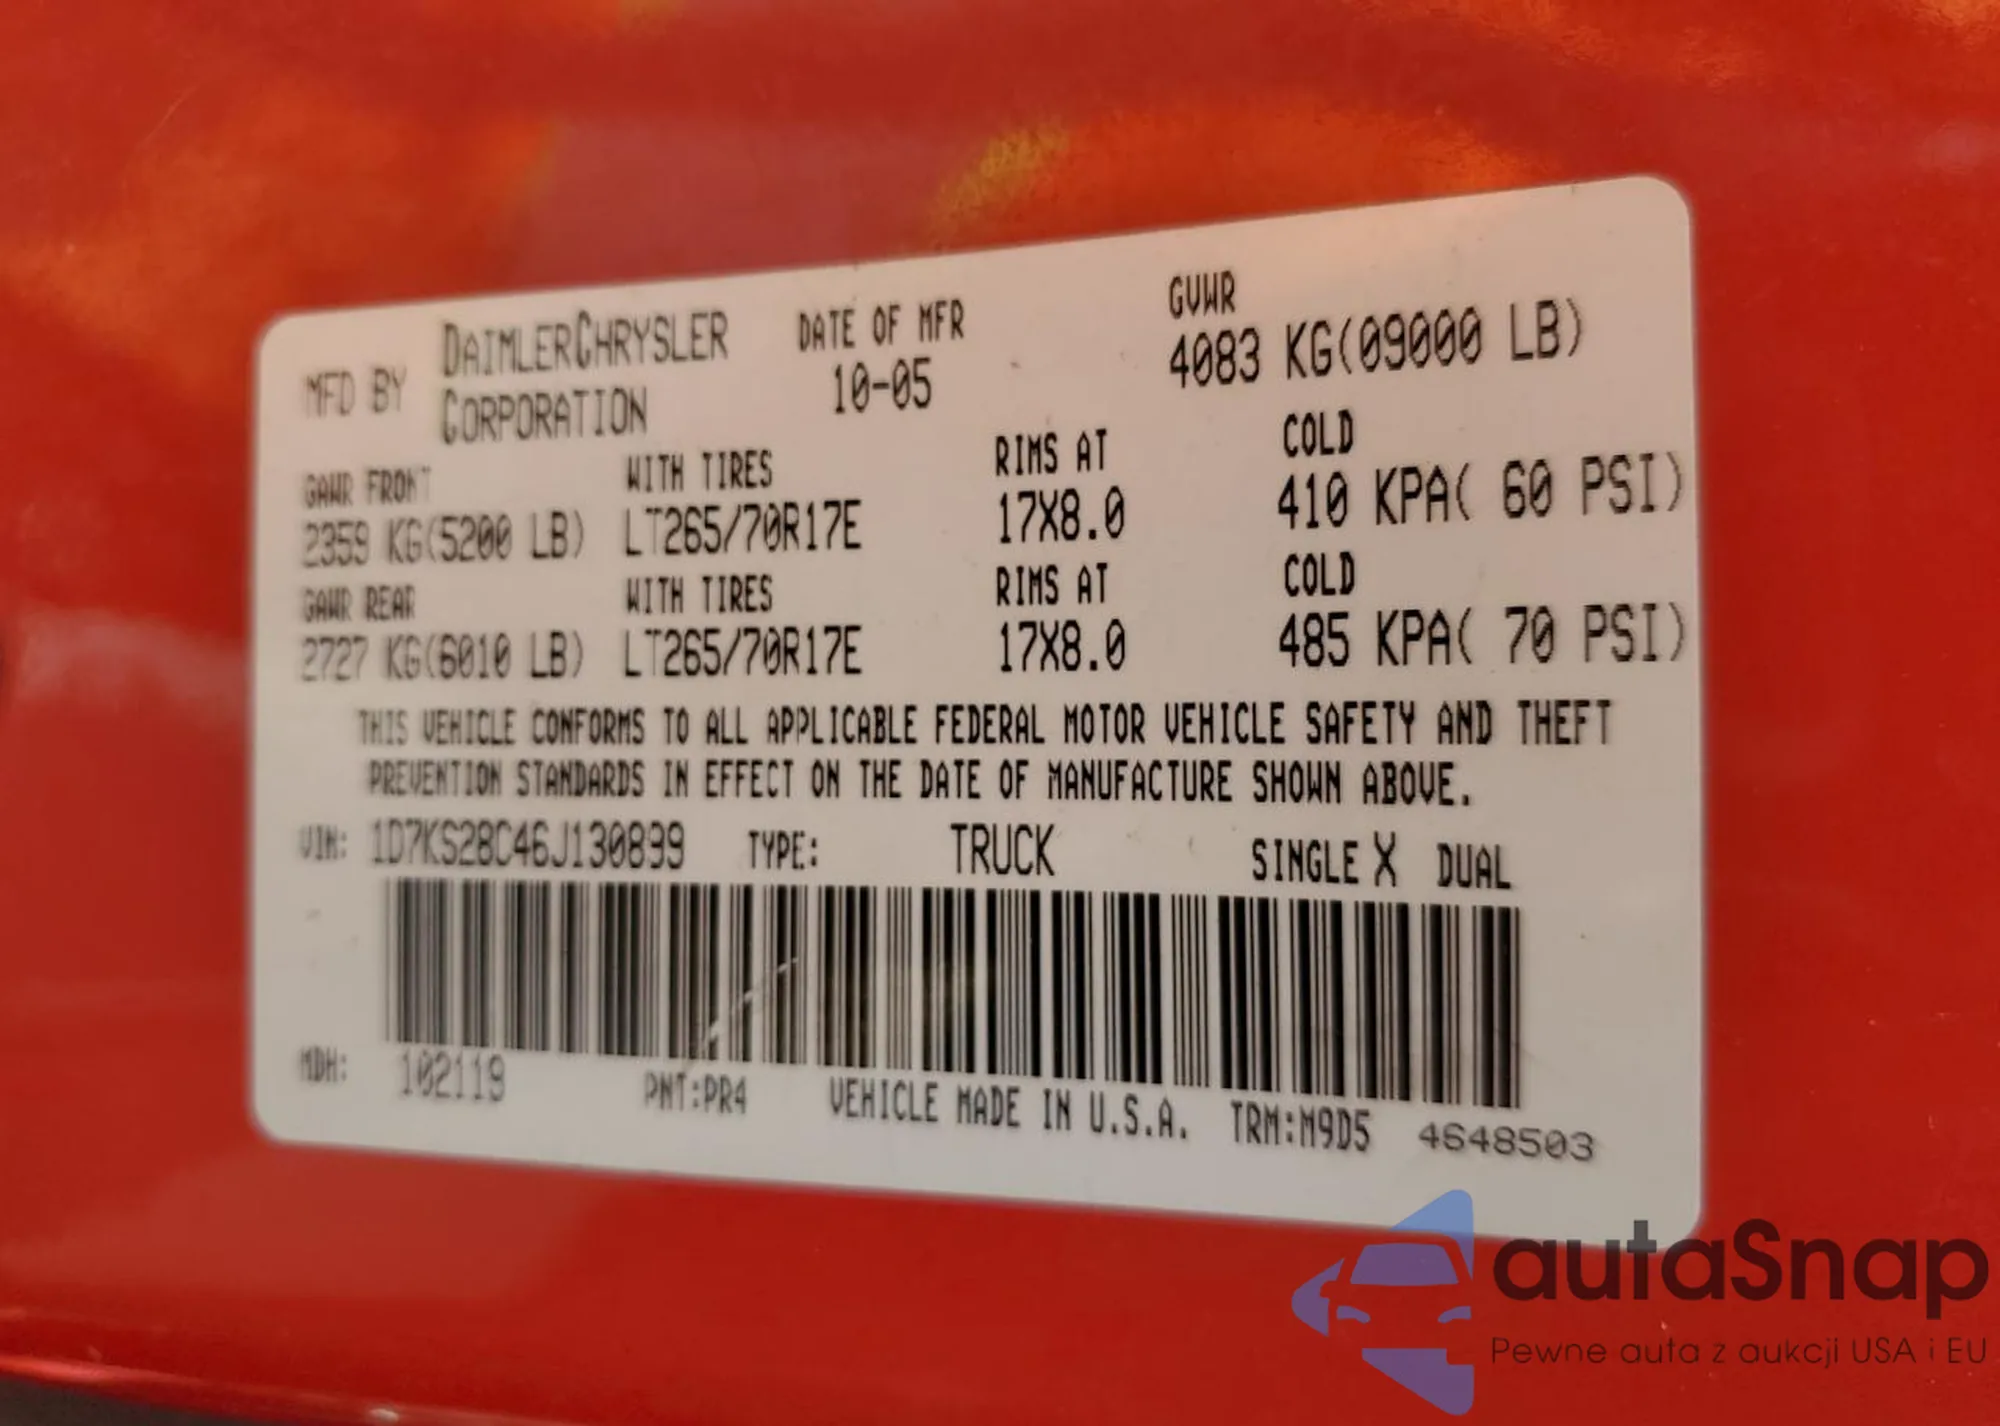 MFD BY DAIMLERCHRYSLER CORPORATION DATE OF MFR 10-05 GVWR 4083 KG(09000 LB)
GAWR FRONT WITH TIRES RIMS AT COLD
2359 KG(5200 LB) LT265/70R17E 17X8.0 410 KPA( 60 PSI)
GAWR REAR WITH TIRES RIMS AT COLD
2727 KG(6010 LB) LT265/70R17E 17X8.0 485 KPA( 70 PSI)
THIS VEHICLE CONFORMS TO ALL APPLICABLE FEDERAL MOTOR VEHICLE SAFETY AND THEFT
PREVENTION STANDARDS IN EFFECT ON THE DATE OF MANUFACTURE SHOWN ABOVE.
VIN: 1D7KS28C46J130899 TYPE: TRUCK SINGLE X DUAL
MDH: 102119 PNT:PR4 VEHICLE MADE IN U.S.A. TRM:M9D5 4648503
autaSnap
Pewne auta z aukcji USA i EU